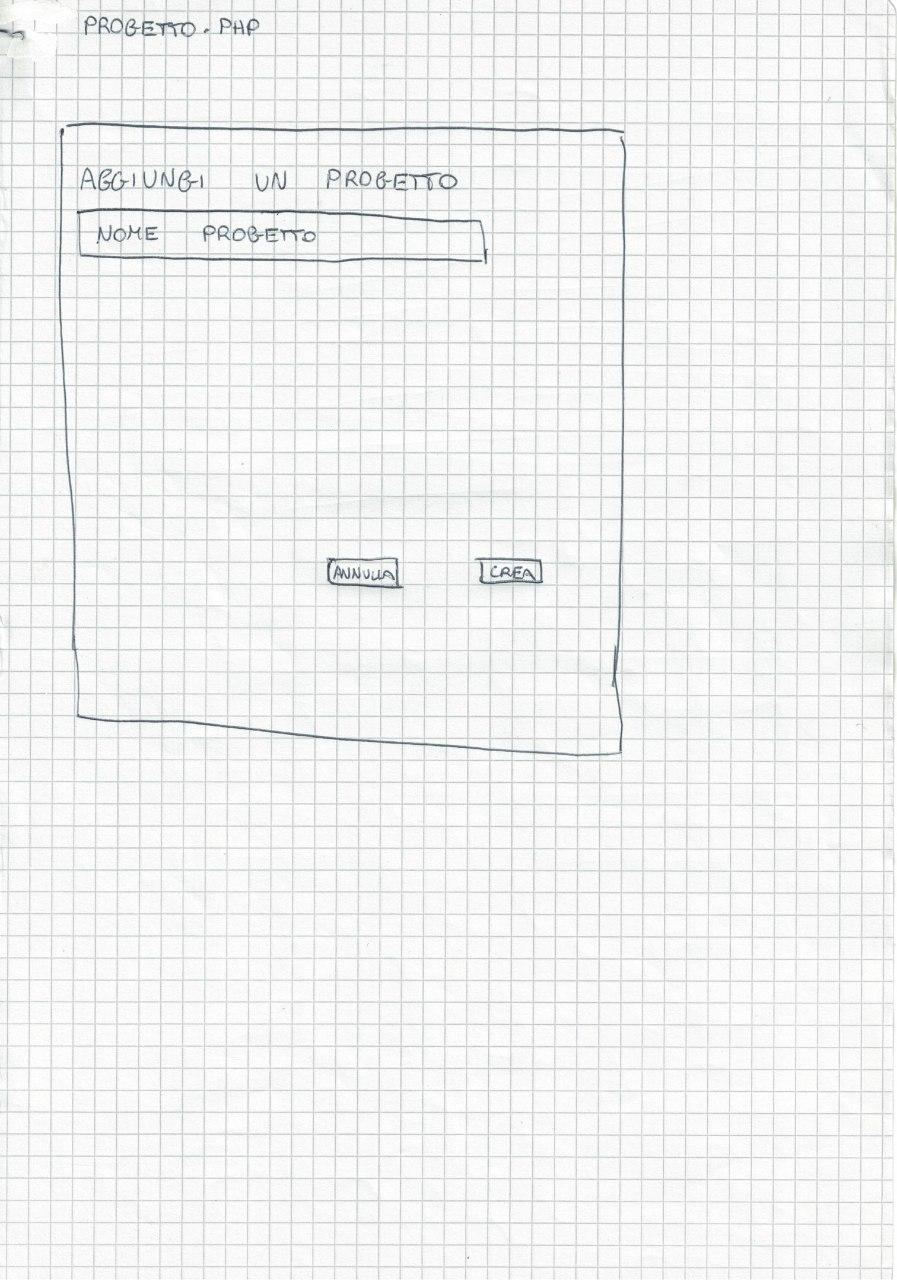 PROGETTO.PHP
AGGIUNGI UN PROGETTO
NOME PROGETTO
ANNULLA CREA